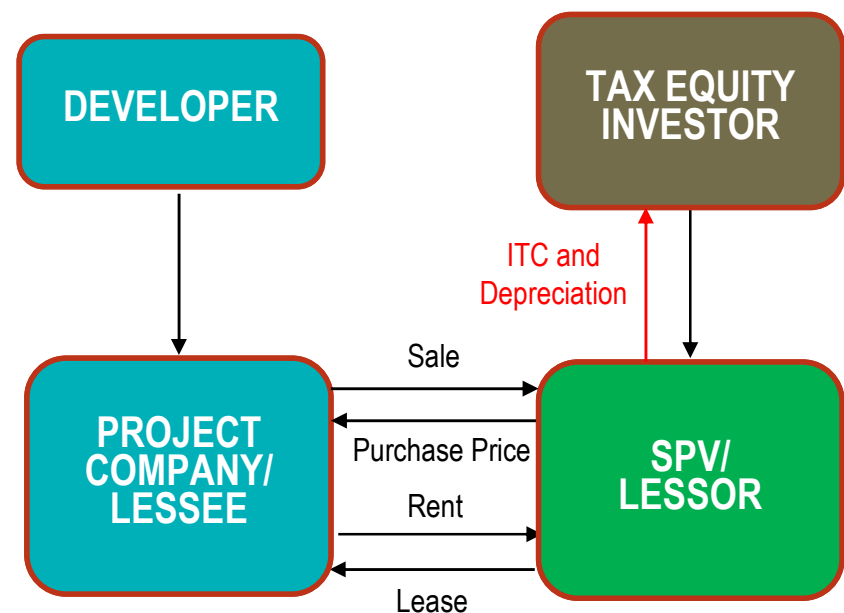 DEVELOPER
TAX EQUITY
INVESTOR
ITC and
Depreciation
Sale
Purchase Price
Rent
Lease
PROJECT
COMPANY/
LESSEE
SPV/
LESSOR